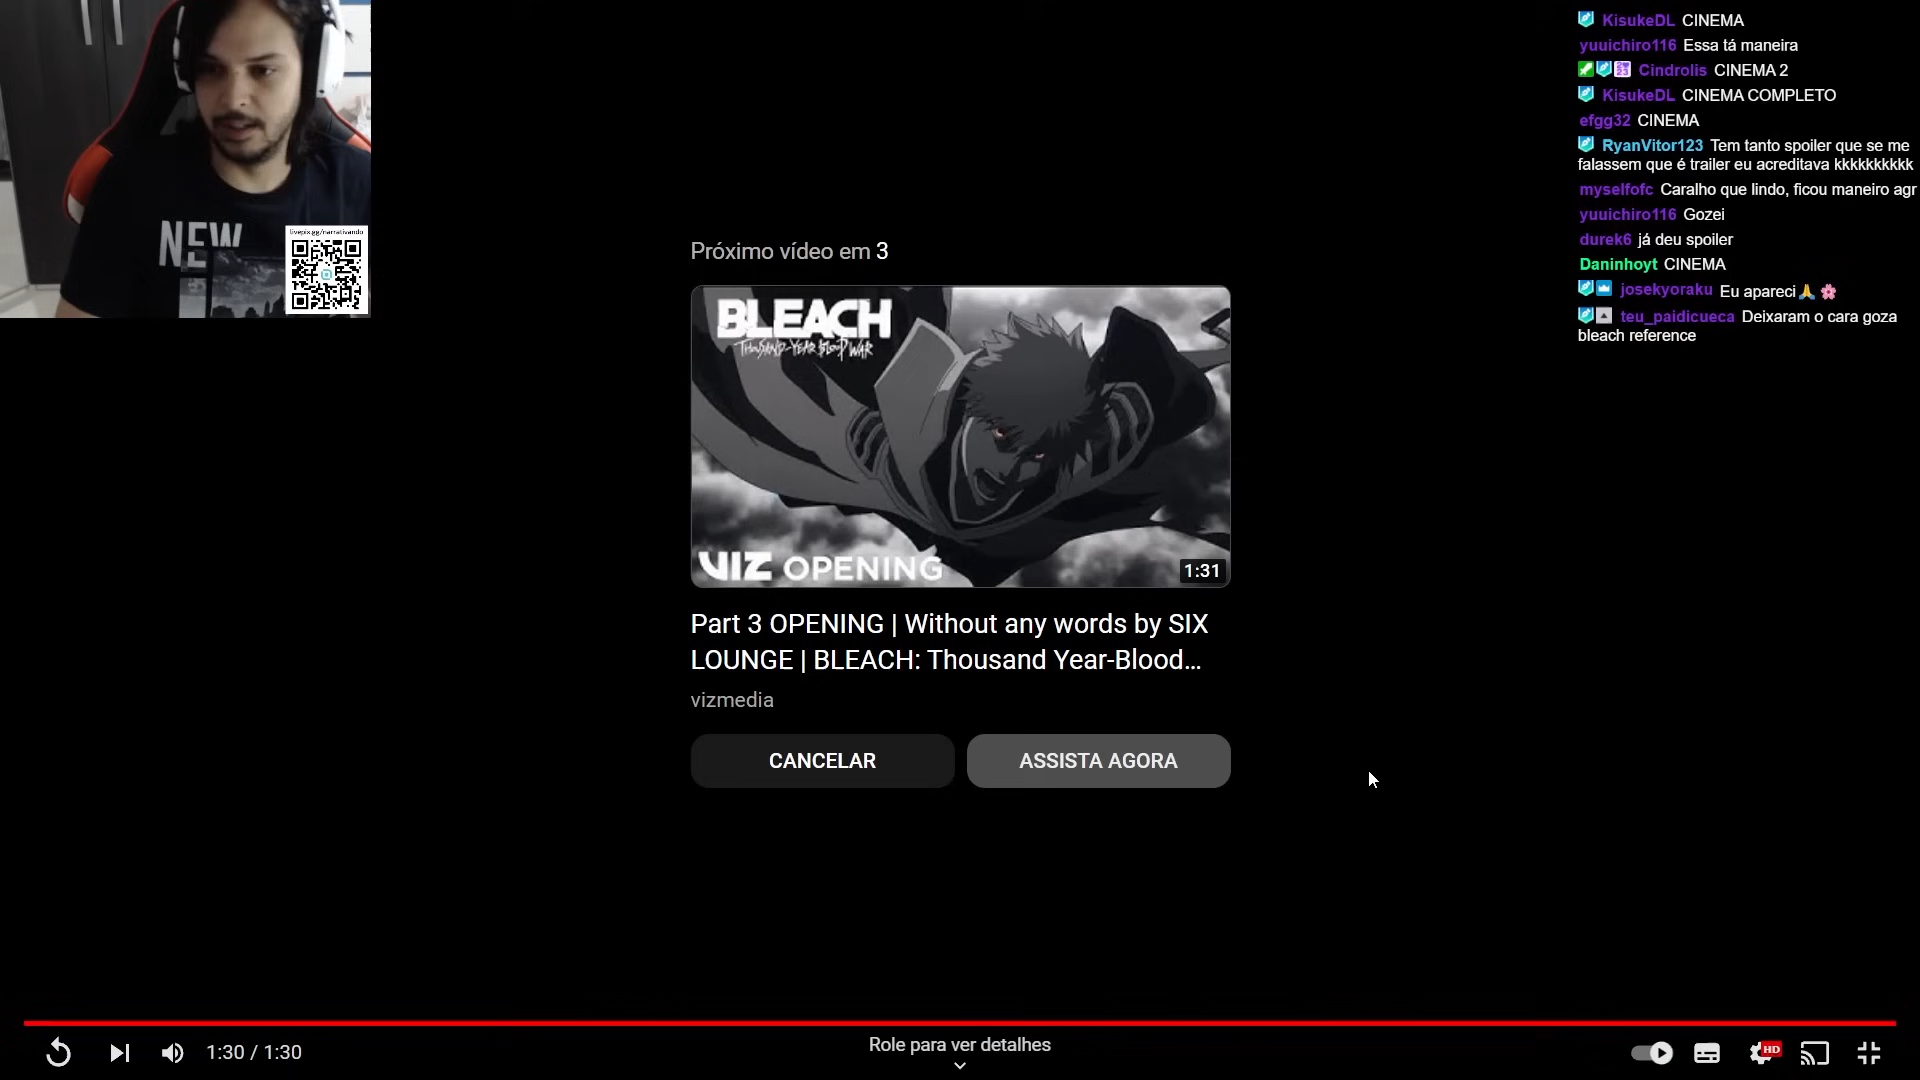 NEW
livepix.gg/narrativando
KisukeDL CINEMA
yuuichiro116 Essa tá maneira
Cindrolis CINEMA 2
KisukeDL CINEMA COMPLETO
efgg32 CINEMA
RyanVitor123 Tem tanto spoiler que se me
falassem que é trailer eu acreditava kkkkkkkkkk
myselfofc Caralho que lindo, ficou maneiro agr
yuuichiro116 Gozei
durek6 já deu spoiler
Daninhoyt CINEMA
josekyoraku Eu apareci🙏 🌸
teu_paidicueca Deixaram o cara goza
bleach reference
Próximo vídeo em 3
BLEACH
THOUSAND-YEAR BLOOD WAR
VIZ OPENING
1:31
Part 3 OPENING | Without any words by SIX
LOUNGE | BLEACH: Thousand Year-Blood...
vizmedia
CANCELAR
ASSISTA AGORA
1:30 / 1:30
Role para ver detalhes
HD